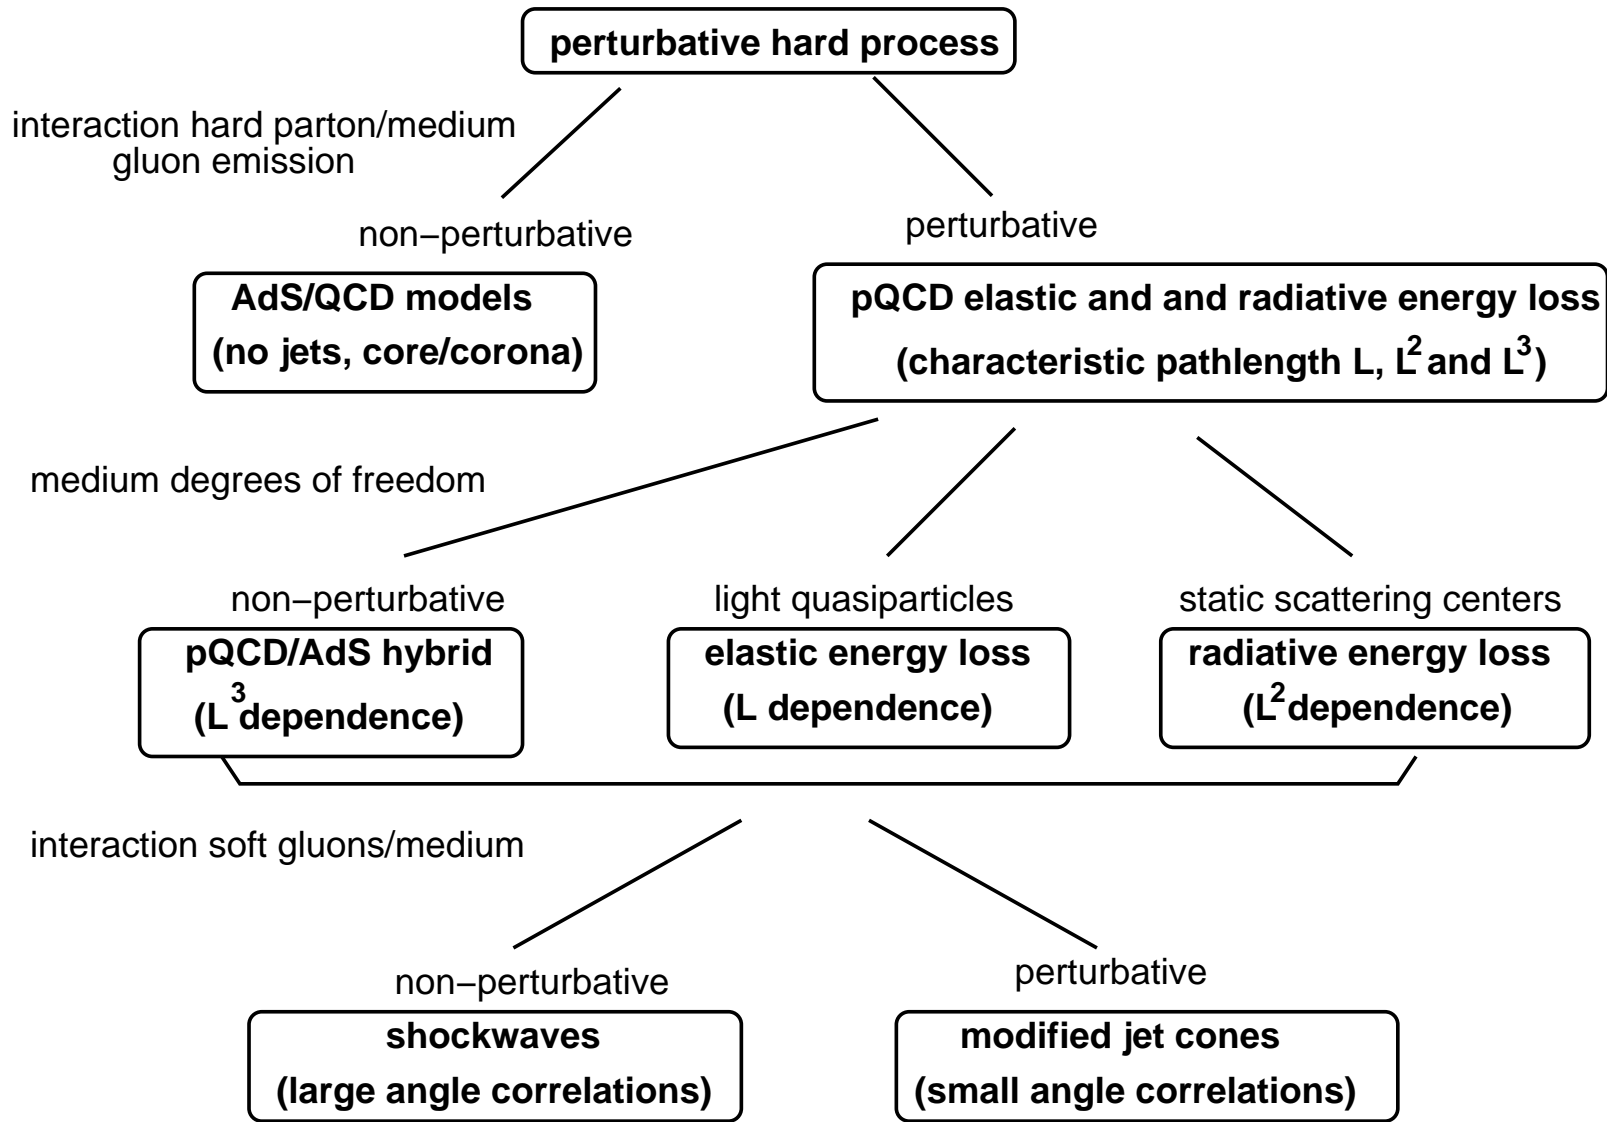 perturbative hard process
interaction hard parton/medium
gluon emission
non−perturbative
perturbative
AdS/QCD models
(no jets, core/corona)
pQCD elastic and and radiative energy loss
(characteristic pathlength L, L² and L³)
medium degrees of freedom
non−perturbative
light quasiparticles
static scattering centers
pQCD/AdS hybrid
(L³ dependence)
elastic energy loss
(L dependence)
radiative energy loss
(L² dependence)
interaction soft gluons/medium
non−perturbative
perturbative
shockwaves
(large angle correlations)
modified jet cones
(small angle correlations)